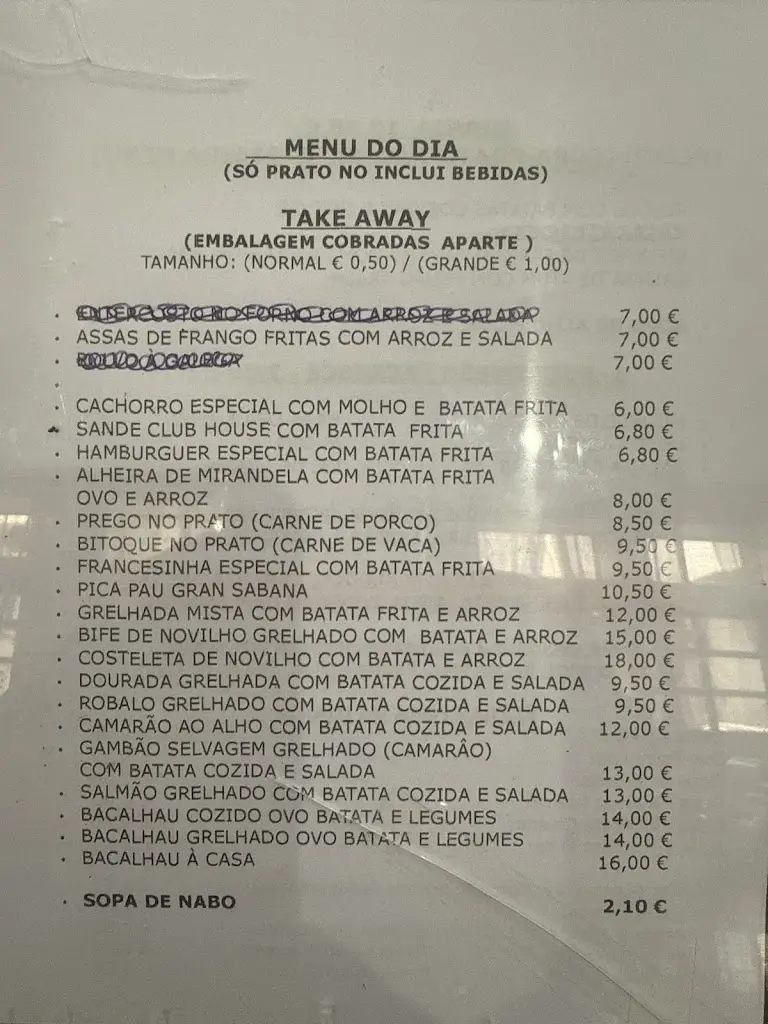 MENU DO DIA
(SÓ PRATO NO INCLUI BEBIDAS)
TAKE AWAY
(EMBALAGEM COBRADAS APARTE )
TAMANHO: (NORMAL € 0,50) / (GRANDE € 1,00)
7,00 €
ASSAS DE FRANGO FRITAS COM ARROZ E SALADA 7,00 €
7,00 €
CACHORRO ESPECIAL COM MOLHO E BATATA FRITA 6,00 €
SANDE CLUB HOUSE COM BATATA FRITA 6,80 €
HAMBURGUER ESPECIAL COM BATATA FRITA 6,80 €
ALHEIRA DE MIRANDELA COM BATATA FRITA
OVO E ARROZ 8,00 €
PREGO NO PRATO (CARNE DE PORCO) 8,50 €
BITOQUE NO PRATO (CARNE DE VACA) 9,50 €
FRANCESINHA ESPECIAL COM BATATA FRITA 9,50 €
PICA PAU GRAN SABANA 10,50 €
GRELHADA MISTA COM BATATA FRITA E ARROZ 12,00 €
BIFE DE NOVILHO GRELHADO COM BATATA E ARROZ 15,00 €
COSTELETA DE NOVILHO COM BATATA E ARROZ 18,00 €
DOURADA GRELHADA COM BATATA COZIDA E SALADA 9,50 €
ROBALO GRELHADO COM BATATA COZIDA E SALADA 9,50 €
CAMARÃO AO ALHO COM BATATA COZIDA E SALADA 12,00 €
GAMBÃO SELVAGEM GRELHADO (CAMARÂO)
COM BATATA COZIDA E SALADA 13,00 €
SALMÃO GRELHADO COM BATATA COZIDA E SALADA 13,00 €
BACALHAU COZIDO OVO BATATA E LEGUMES 14,00 €
BACALHAU GRELHADO OVO BATATA E LEGUMES 14,00 €
BACALHAU À CASA 16,00 €
SOPA DE NABO 2,10 €